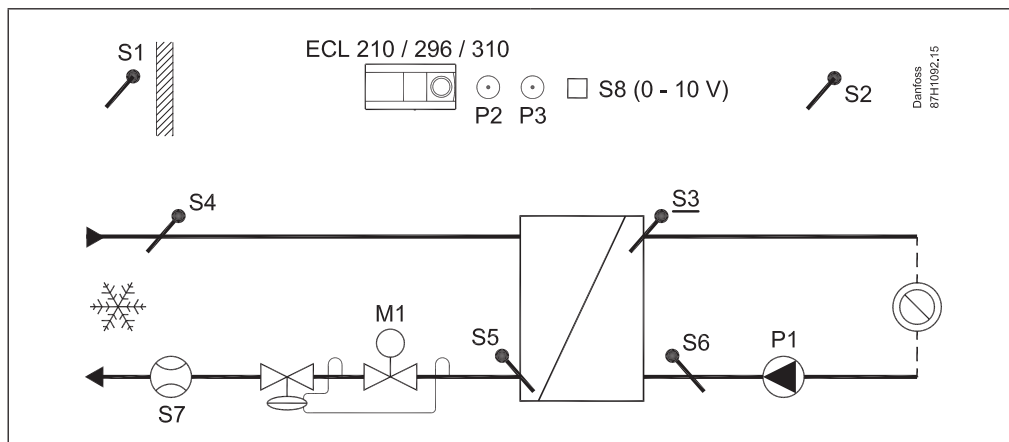 S1
ECL 210 / 296 / 310
P2
P3
S8 (0 - 10 V)
S2
Danfoss
87H1092.15
S4
S3
M1
S5
S6
P1
S7